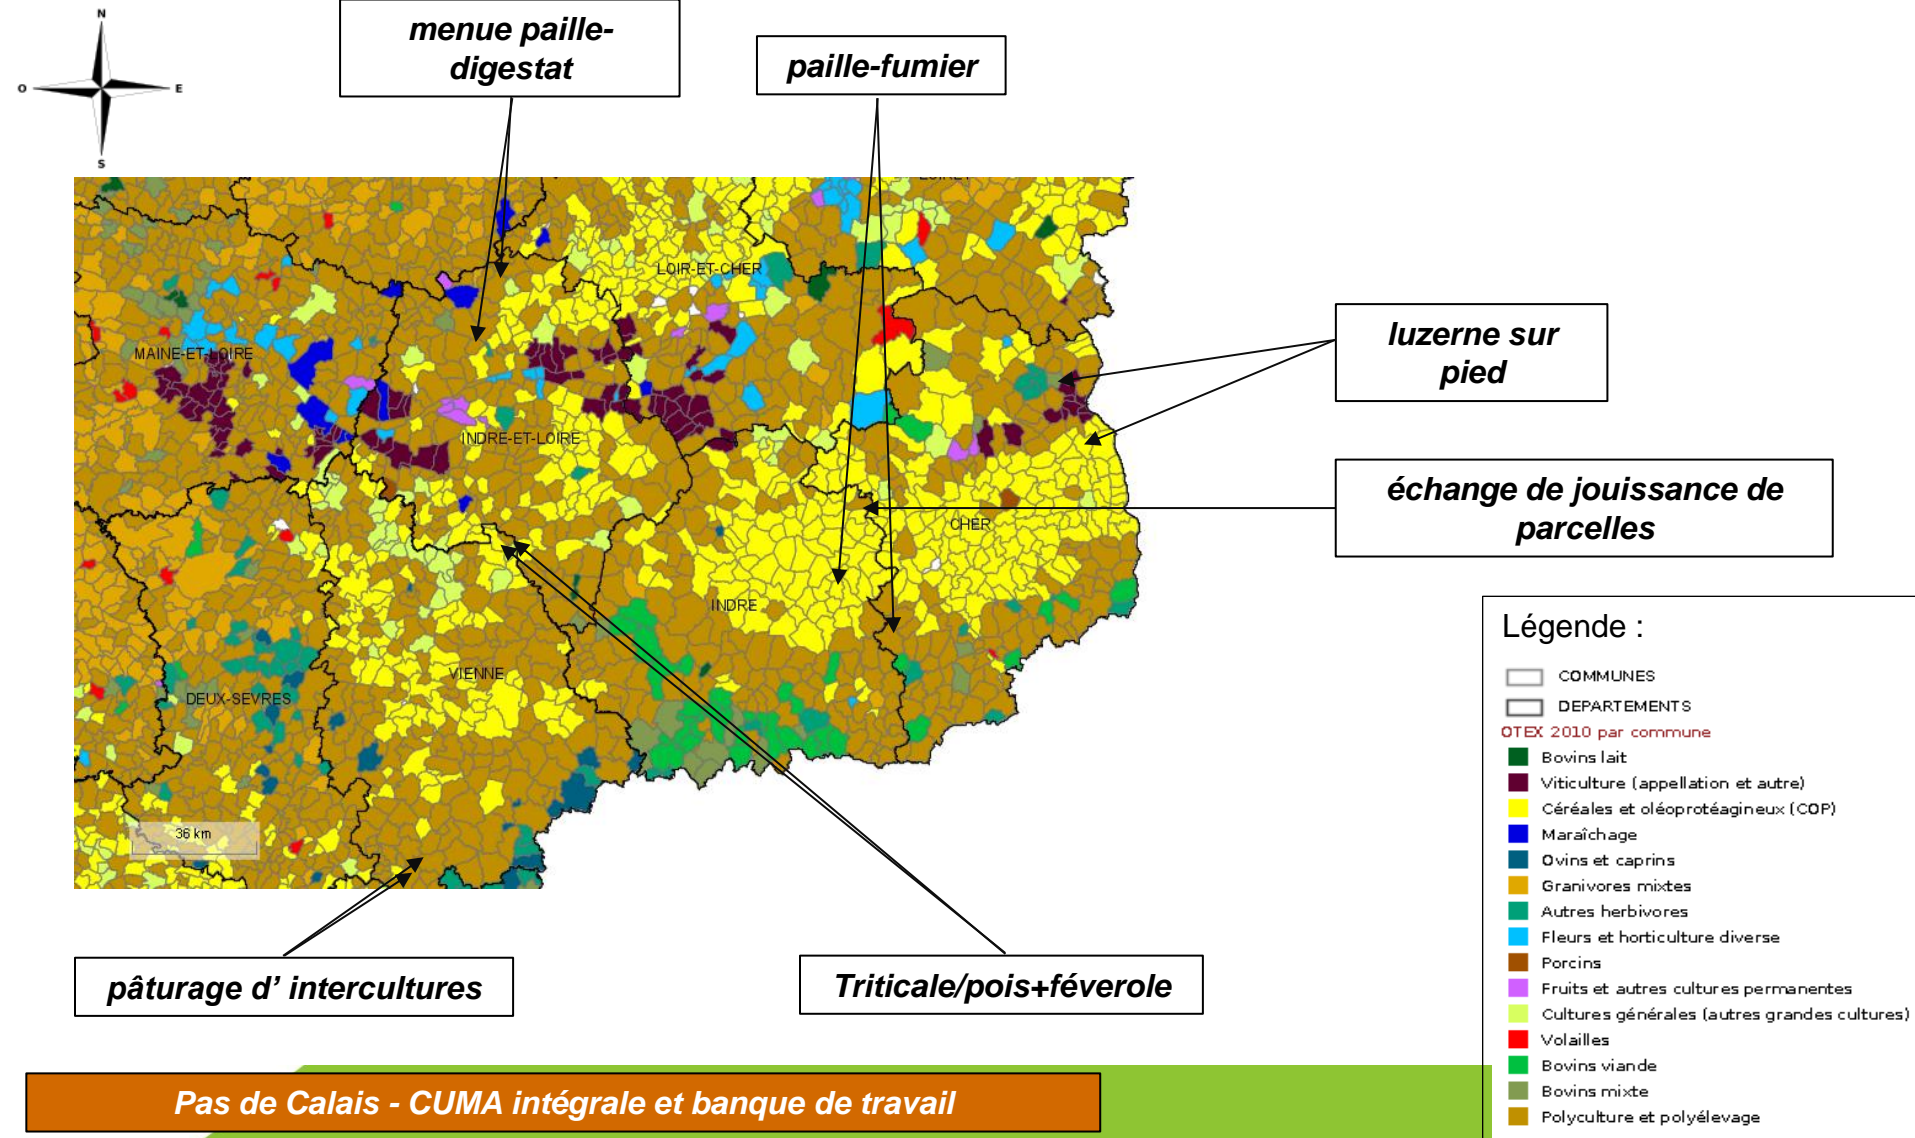 N
O
E
S
menue paille-
digestat
paille-fumier
LOIRET
LOIR-ET-CHER
MAINE-ET-LOIRE
INDRE-ET-LOIRE
CHER
INDRE
VIENNE
DEUX-SEVRES
36 km
luzerne sur
pied
échange de jouissance de
parcelles
pâturage d' intercultures
Triticale/pois+féverole
Légende :
COMMUNES
DEPARTEMENTS
OTEX 2010 par commune
Bovins lait
Viticulture (appellation et autre)
Céréales et oléoprotéagineux (COP)
Maraîchage
Ovins et caprins
Granivores mixtes
Autres herbivores
Fleurs et horticulture diverse
Porcins
Fruits et autres cultures permanentes
Cultures générales (autres grandes cultures)
Volailles
Bovins viande
Bovins mixte
Polyculture et polyélevage
Pas de Calais - CUMA intégrale et banque de travail